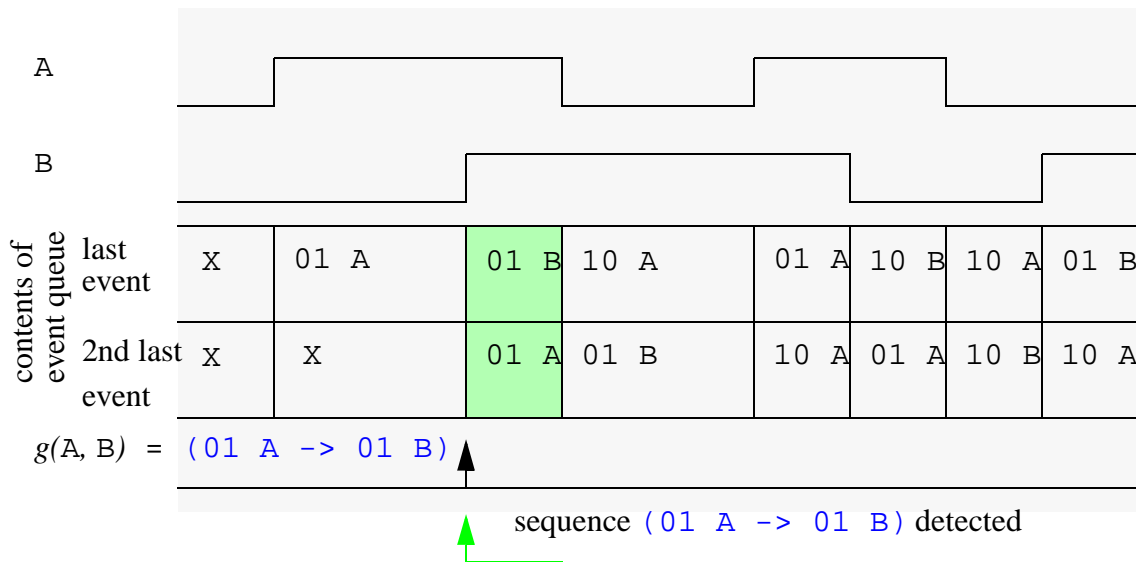 A
B
contents of
event queue
last
event
X 01 A 01 B 10 A 01 A 10 B 10 A 01 B
2nd last
event
X X 01 A 01 B 10 A 01 A 10 B 10 A
g(A, B) = (01 A -> 01 B)
sequence (01 A -> 01 B) detected